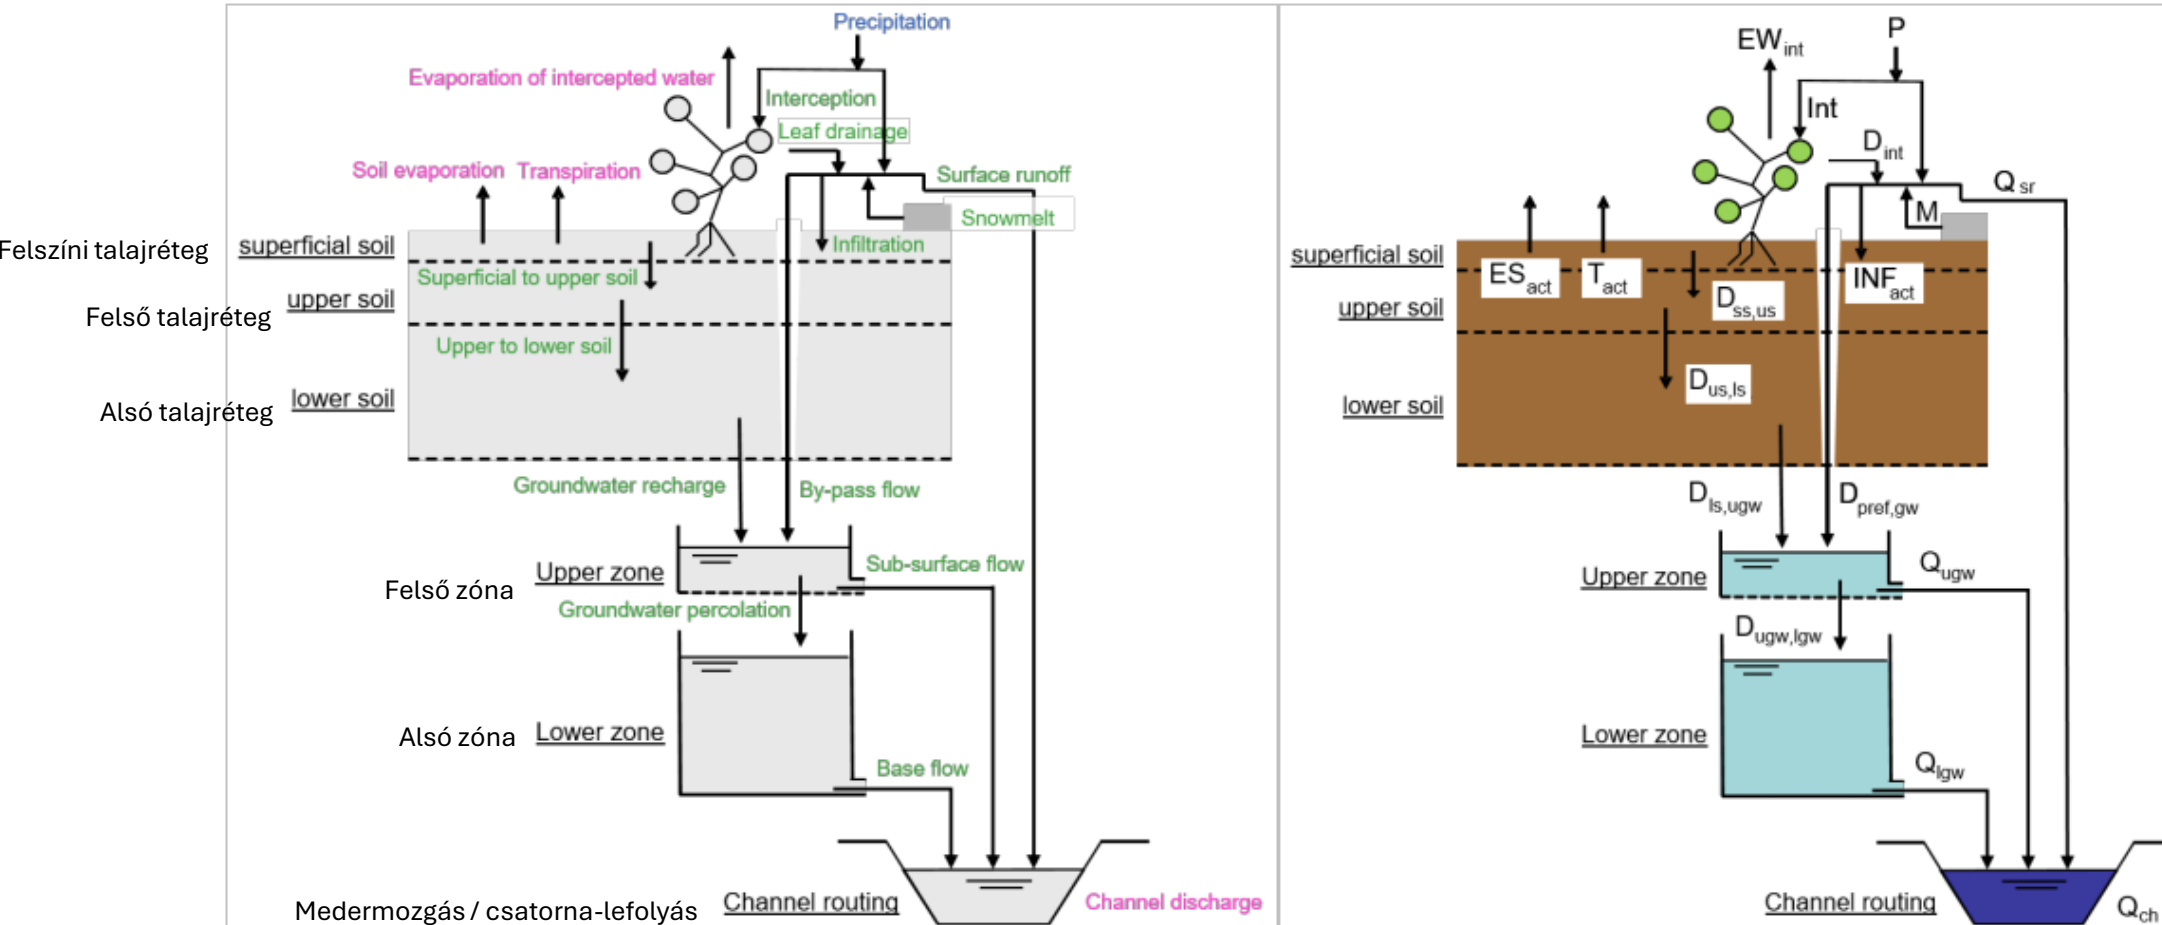 Precipitation
Evaporation of intercepted water
Interception
Leaf drainage
Soil evaporation
Transpiration
Surface runoff
Snowmelt
Felszíni talajréteg
superficial soil
Infiltration
Superficial to upper soil
Felső talajréteg
upper soil
Upper to lower soil
Alsó talajréteg
lower soil
Groundwater recharge
By-pass flow
Felső zóna
Upper zone
Sub-surface flow
Groundwater percolation
Alsó zóna
Lower zone
Base flow
Medermozgás / csatorna-lefolyás
Channel routing
Channel discharge
P
EWint
Int
Dint
Qsr
M
superficial soil
ESact
Tact
INFact
Dss,us
upper soil
Dus,ls
lower soil
Dls,ugw
Dpref,gw
Upper zone
Qugw
Dugw,lgw
Lower zone
Qlgw
Channel routing
Qch